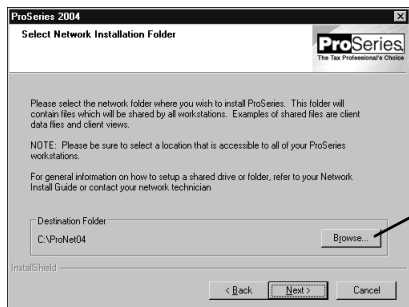 ProSeries 2004
Select Network Installation Folder
ProSeries
The Tax Professional's Choice
Please select the network folder where you wish to install ProSeries. This folder will
contain files which will be shared by all workstations. Examples of shared files are client
data files and client views.
NOTE: Please be sure to select a location that is accessible to all of your ProSeries
workstations.
For general information on how to setup a shared drive or folder, refer to your Network
Install Guide or contact your network technician
Destination Folder
C:\ProNet04
Browse...
InstallShield
< Back
Next >
Cancel